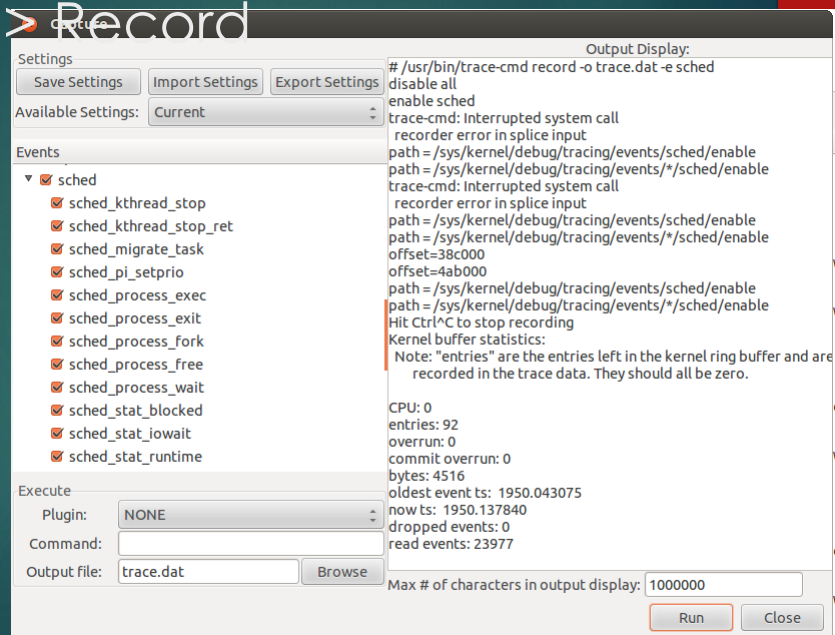 > Record
Capture
Settings
Save Settings
Import Settings
Export Settings
Available Settings:
Current
Events
sched
sched_kthread_stop
sched_kthread_stop_ret
sched_migrate_task
sched_pi_setprio
sched_process_exec
sched_process_exit
sched_process_fork
sched_process_free
sched_process_wait
sched_stat_blocked
sched_stat_iowait
sched_stat_runtime
Execute
Plugin:
NONE
Command:
Output file:
trace.dat
Browse
Output Display:
# /usr/bin/trace-cmd record -o trace.dat -e sched
disable all
enable sched
trace-cmd: Interrupted system call
recorder error in splice input
path = /sys/kernel/debug/tracing/events/sched/enable
path = /sys/kernel/debug/tracing/events/*/sched/enable
trace-cmd: Interrupted system call
recorder error in splice input
path = /sys/kernel/debug/tracing/events/sched/enable
path = /sys/kernel/debug/tracing/events/*/sched/enable
offset=38c000
offset=4ab000
path = /sys/kernel/debug/tracing/events/sched/enable
path = /sys/kernel/debug/tracing/events/*/sched/enable
Hit Ctrl^C to stop recording
Kernel buffer statistics:
Note: "entries" are the entries left in the kernel ring buffer and are
recorded in the trace data. They should all be zero.
CPU: 0
entries: 92
overrun: 0
commit overrun: 0
bytes: 4516
oldest event ts: 1950.043075
now ts: 1950.137840
dropped events: 0
read events: 23977
Max # of characters in output display:
1000000
Run
Close